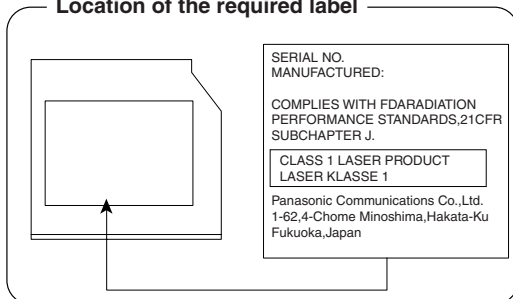 Location of the required label
SERIAL NO.
MANUFACTURED:
COMPLIES WITH FDARADIATION
PERFORMANCE STANDARDS,21CFR
SUBCHAPTER J.
CLASS 1 LASER PRODUCT
LASER KLASSE 1
Panasonic Communications Co.,Ltd.
1-62,4-Chome Minoshima,Hakata-Ku
Fukuoka,Japan